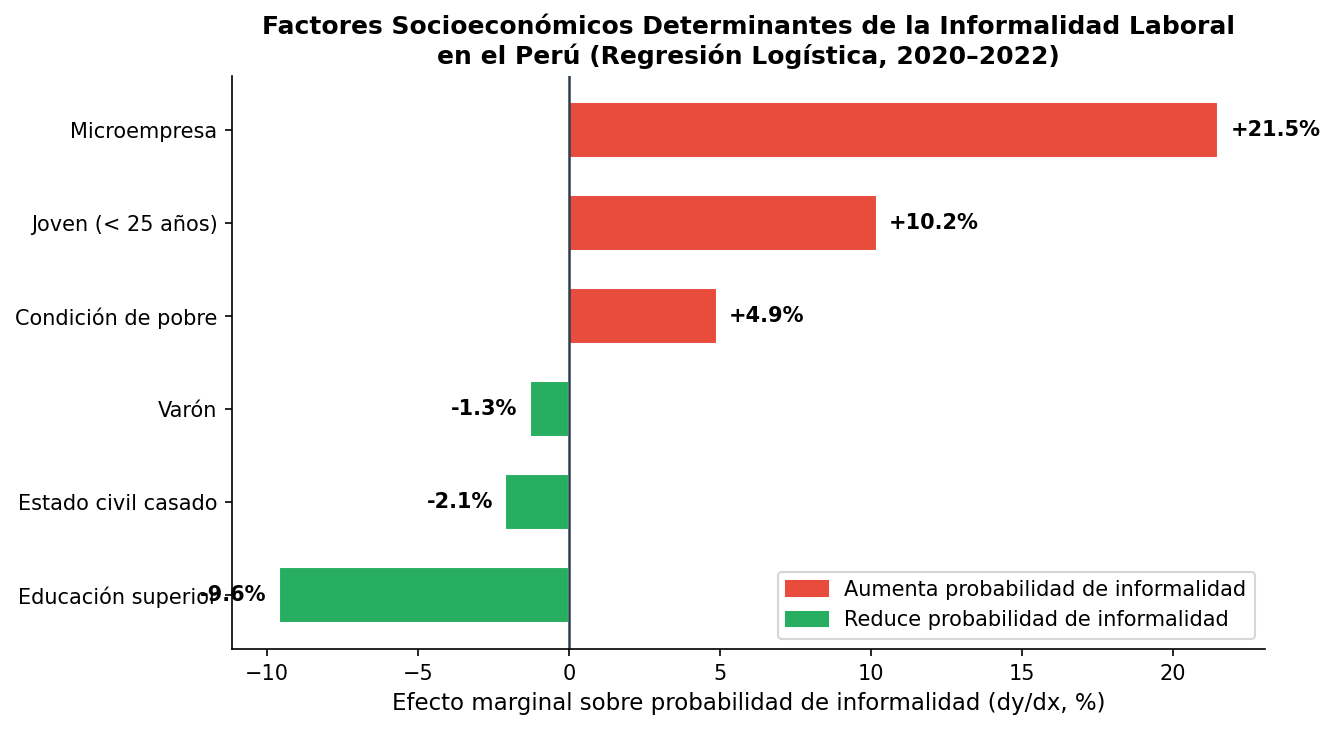 Factores Socioeconómicos Determinantes de la Informalidad Laboral
en el Perú (Regresión Logística, 2020–2022)
Microempresa
+21.5%
Joven (< 25 años)
+10.2%
Condición de pobre
+4.9%
Varón
-1.3%
Estado civil casado
-2.1%
Educación superior
-9.6%
Aumenta probabilidad de informalidad
Reduce probabilidad de informalidad
−10
−5
0
5
10
15
20
Efecto marginal sobre probabilidad de informalidad (dy/dx, %)